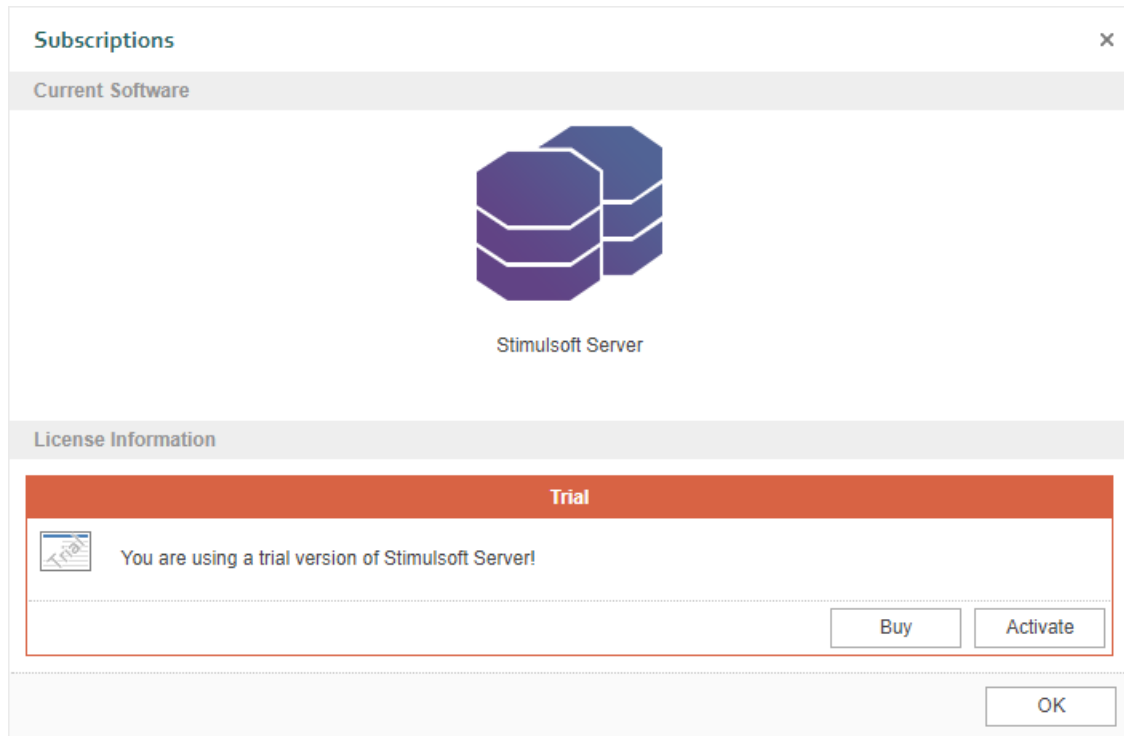 Subscriptions
Current Software
Stimulsoft Server
License Information
Trial
Trial
You are using a trial version of Stimulsoft Server!
Buy
Activate
OK